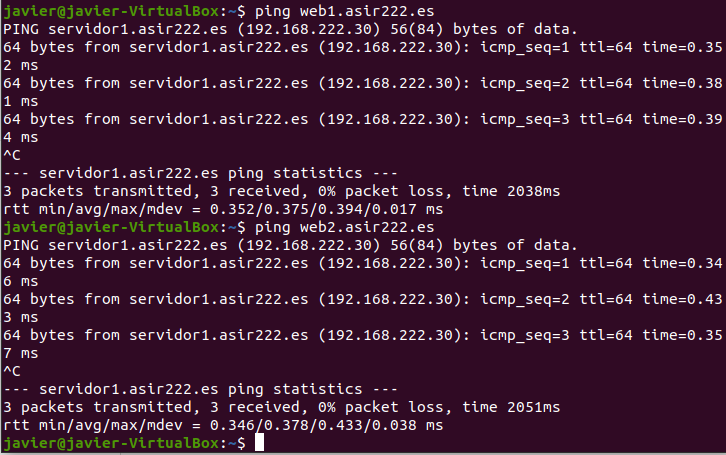 javier@javier-VirtualBox:~$ ping web1.asir222.es
PING servidor1.asir222.es (192.168.222.30) 56(84) bytes of data.
64 bytes from servidor1.asir222.es (192.168.222.30): icmp_seq=1 ttl=64 time=0.35
2 ms
64 bytes from servidor1.asir222.es (192.168.222.30): icmp_seq=2 ttl=64 time=0.38
1 ms
64 bytes from servidor1.asir222.es (192.168.222.30): icmp_seq=3 ttl=64 time=0.39
4 ms
^C
--- servidor1.asir222.es ping statistics ---
3 packets transmitted, 3 received, 0% packet loss, time 2038ms
rtt min/avg/max/mdev = 0.352/0.375/0.394/0.017 ms
javier@javier-VirtualBox:~$ ping web2.asir222.es
PING servidor1.asir222.es (192.168.222.30) 56(84) bytes of data.
64 bytes from servidor1.asir222.es (192.168.222.30): icmp_seq=1 ttl=64 time=0.34
6 ms
64 bytes from servidor1.asir222.es (192.168.222.30): icmp_seq=2 ttl=64 time=0.43
3 ms
64 bytes from servidor1.asir222.es (192.168.222.30): icmp_seq=3 ttl=64 time=0.35
7 ms
^C
--- servidor1.asir222.es ping statistics ---
3 packets transmitted, 3 received, 0% packet loss, time 2051ms
rtt min/avg/max/mdev = 0.346/0.378/0.433/0.038 ms
javier@javier-VirtualBox:~$